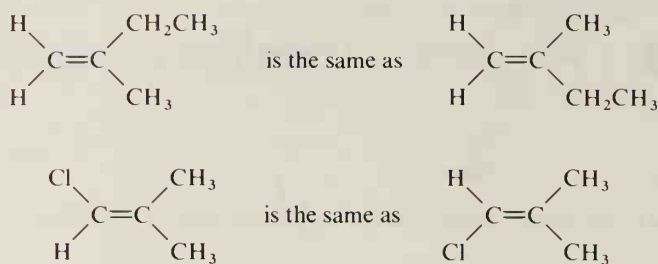 H CH₂CH₃ H CH₃
C=C is the same as C=C
H CH₃ H CH₂CH₃
Cl CH₃ H CH₃
C=C is the same as C=C
H CH₃ Cl CH₃